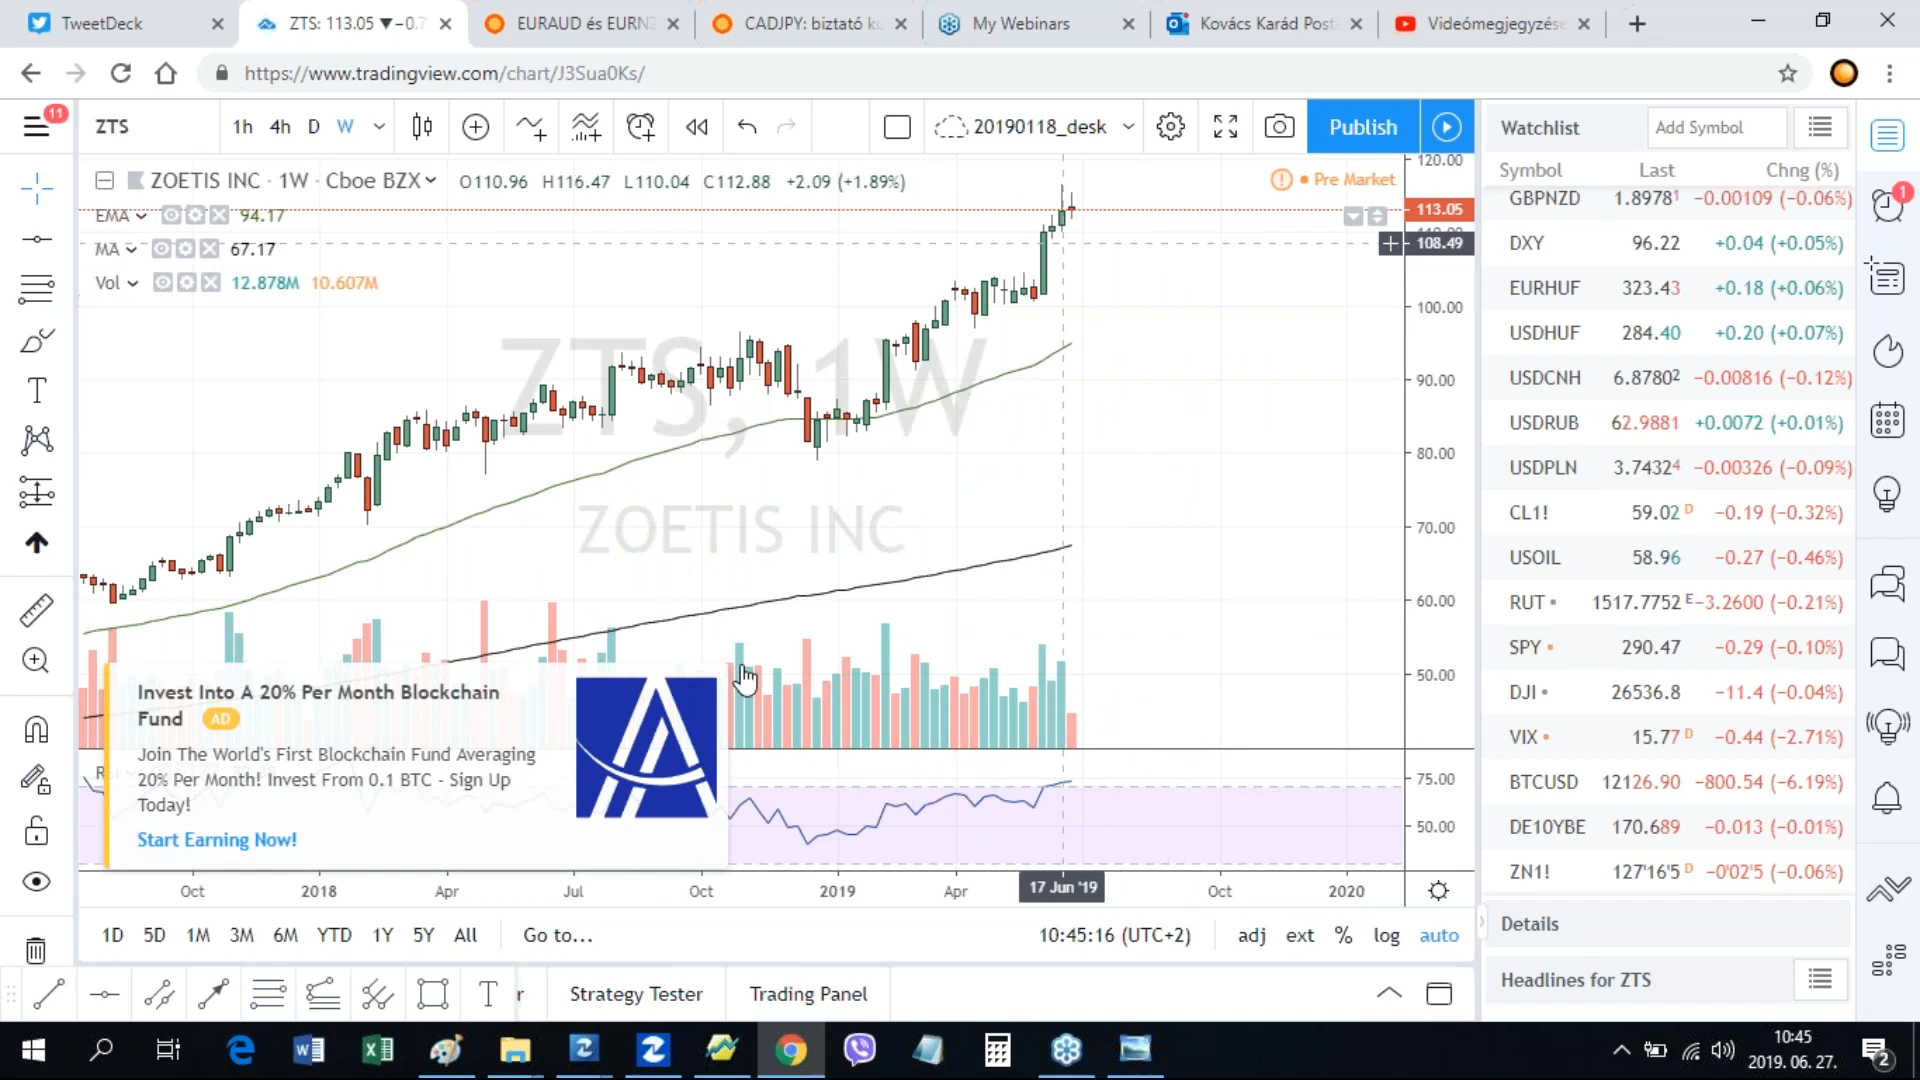 TweetDeck
ZTS: 113.05 ▼−0.7
EURAUD és EURNZ
CADJPY: biztató ku
My Webinars
Kovács Karád Post
Videómegjegyzése
https://www.tradingview.com/chart/J3Sua0Ks/
11
ZTS
1h 4h D W
20190118_desk
Publish
ZOETIS INC · 1W · Cboe BZX
O110.96 H116.47 L110.04 C112.88 +2.09 (+1.89%)
Pre Market
EMA 94.17
MA 67.17
Vol 12.878M 10.607M
ZTS, 1W
ZOETIS INC
120.00
113.05
108.49
100.00
90.00
80.00
70.00
60.00
50.00
75.00
50.00
Invest Into A 20% Per Month Blockchain
Fund AD
Join The World's First Blockchain Fund Averaging
20% Per Month! Invest From 0.1 BTC - Sign Up
Today!
Start Earning Now!
Oct 2018 Apr Jul Oct 2019 Apr 17 Jun '19 Oct 2020
1D 5D 1M 3M 6M YTD 1Y 5Y All Go to...
10:45:16 (UTC+2) adj ext % log auto
Strategy Tester Trading Panel
Watchlist Add Symbol
Symbol Last Chng (%)
GBPNZD 1.8978¹ −0.00109 (−0.06%)
DXY 96.22 +0.04 (+0.05%)
EURHUF 323.43 +0.18 (+0.06%)
USDHUF 284.40 +0.20 (+0.07%)
USDCNH 6.8780² −0.00816 (−0.12%)
USDRUB 62.9881 +0.0072 (+0.01%)
USDPLN 3.7432⁴ −0.00326 (−0.09%)
CL1! 59.02 D −0.19 (−0.32%)
USOIL 58.96 −0.27 (−0.46%)
RUT 1517.7752 E −3.2600 (−0.21%)
SPY 290.47 −0.29 (−0.10%)
DJI 26536.8 −11.4 (−0.04%)
VIX 15.77 D −0.44 (−2.71%)
BTCUSD 12126.90 −800.54 (−6.19%)
DE10YBE 170.689 −0.013 (−0.01%)
ZN1! 127'16'5 D −0'02'5 (−0.06%)
Details
Headlines for ZTS
1
10:45
2019. 06. 27.
2